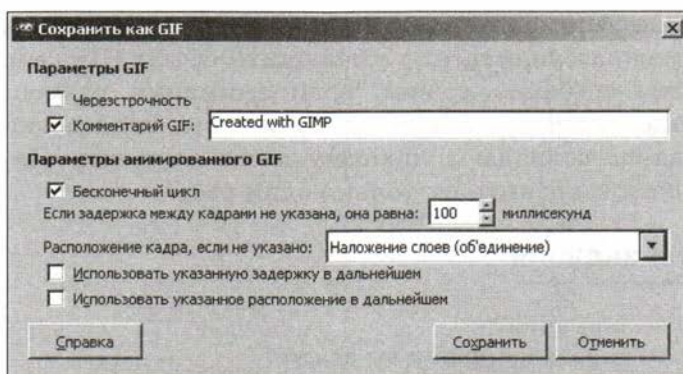 Сохранить как GIF
Параметры GIF
Черезстрочность
Комментарий GIF: Created with GIMP
Параметры анимированного GIF
Бесконечный цикл
Если задержка между кадрами не указана, она равна: 100 миллисекунд
Расположение кадра, если не указано: Наложение слоев (об'единение)
Использовать указанную задержку в дальнейшем
Использовать указанное расположение в дальнейшем
Справка Сохранить Отменить